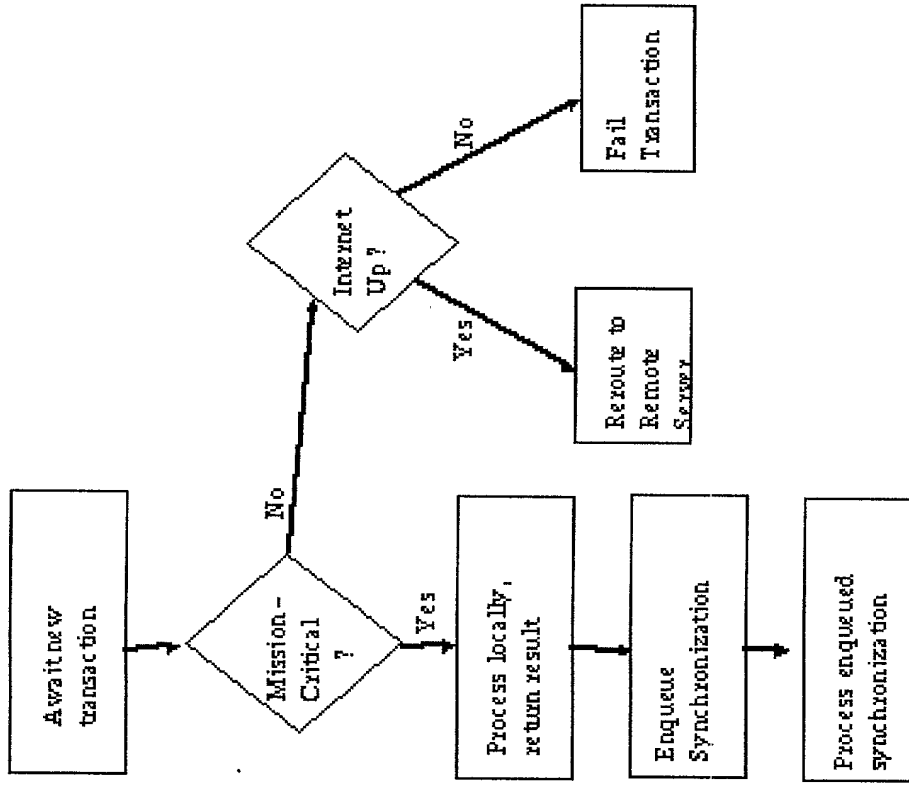 Await new
transaction
Mission-
Critical
?
No
Yes
Internet
Up?
Yes
No
Process locally,
return result
Reroute to
Remote
Server
Fail
Transaction
Enqueue
Synchronization
Process enqueued
synchronization